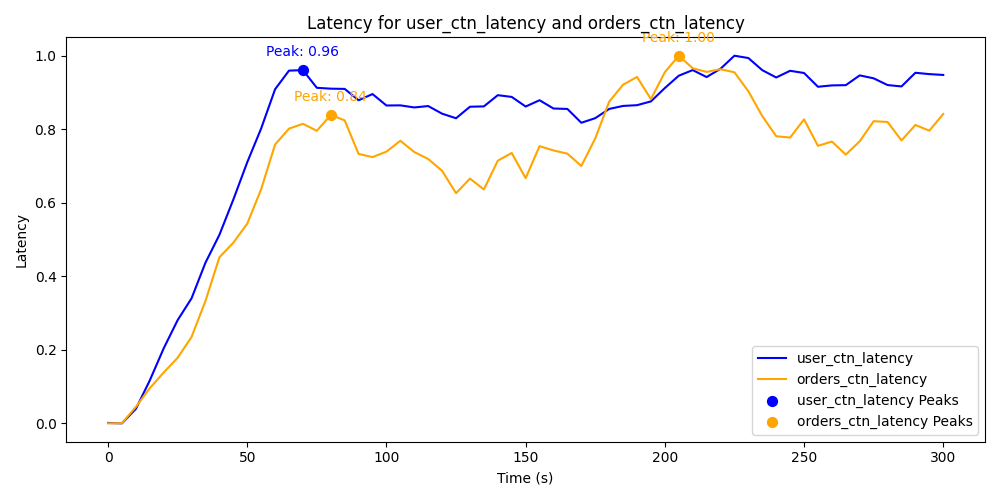 Latency for user_ctn_latency and orders_ctn_latency
Peak: 1.00
Peak: 0.96
Peak: 0.84
1.0
0.8
0.6
0.4
0.2
0.0
Latency
0 50 100 150 200 250 300
Time (s)
user_ctn_latency
orders_ctn_latency
user_ctn_latency Peaks
orders_ctn_latency Peaks